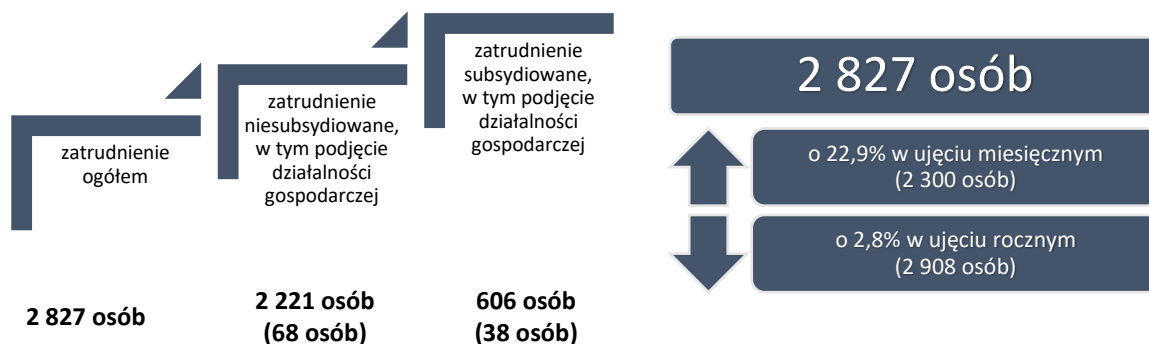 zatrudnienie
ogółem
2 827 osób
zatrudnienie
niesubsydiowane,
w tym podjęcie
działalności
gospodarczej
2 221 osób
(68 osób)
zatrudnienie
subsydiowane,
w tym podjęcie
działalności
gospodarczej
606 osób
(38 osób)
2 827 osób
o 22,9% w ujęciu miesięcznym
(2 300 osób)
o 2,8% w ujęciu rocznym
(2 908 osób)